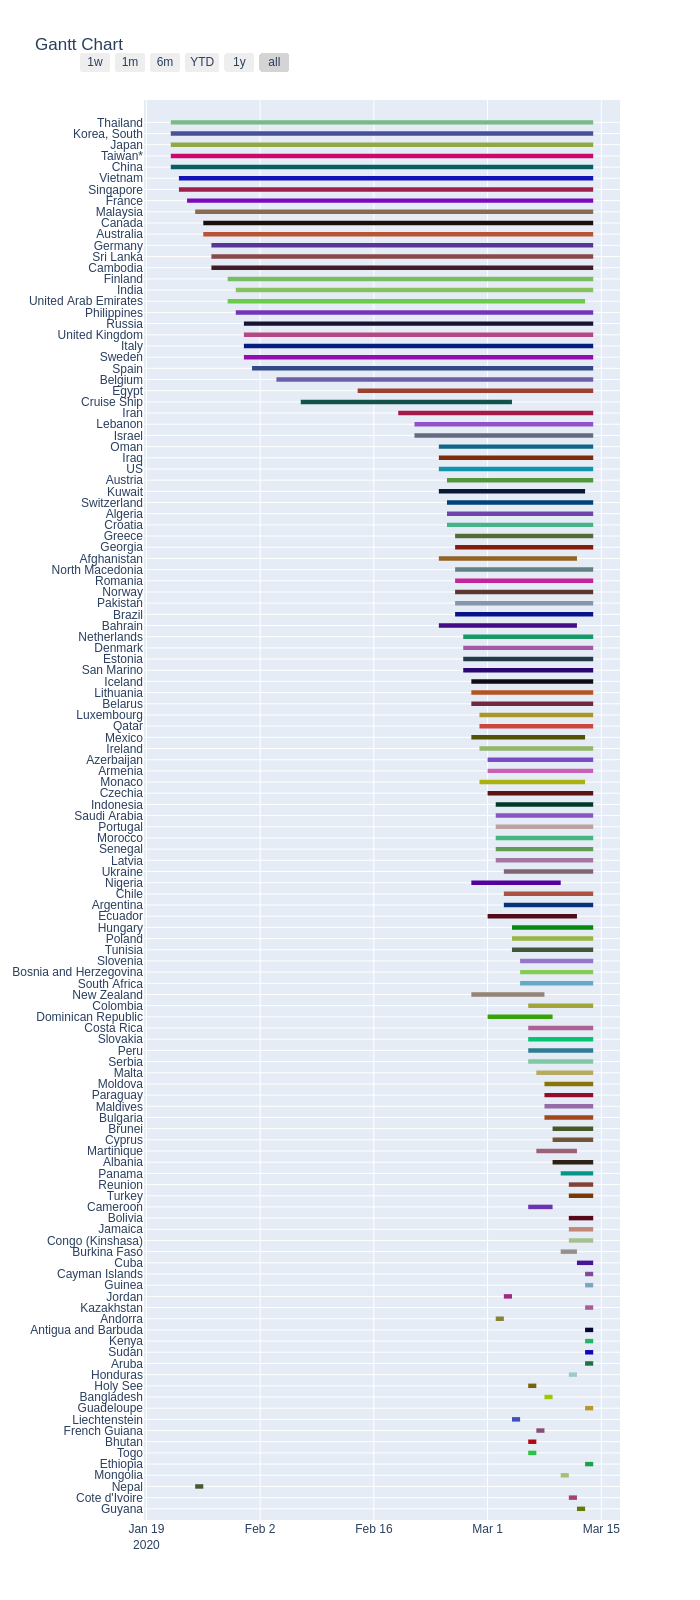 Gantt Chart
1w 1m 6m YTD 1y all
Thailand
Korea, South
Japan
Taiwan*
China
Vietnam
Singapore
France
Malaysia
Canada
Australia
Germany
Sri Lanka
Cambodia
Finland
India
United Arab Emirates
Philippines
Russia
United Kingdom
Italy
Sweden
Spain
Belgium
Egypt
Cruise Ship
Iran
Lebanon
Israel
Oman
Iraq
US
Austria
Kuwait
Switzerland
Algeria
Croatia
Greece
Georgia
Afghanistan
North Macedonia
Romania
Norway
Pakistan
Brazil
Bahrain
Netherlands
Denmark
Estonia
San Marino
Iceland
Lithuania
Belarus
Luxembourg
Qatar
Mexico
Ireland
Azerbaijan
Armenia
Monaco
Czechia
Indonesia
Saudi Arabia
Portugal
Morocco
Senegal
Latvia
Ukraine
Nigeria
Chile
Argentina
Ecuador
Hungary
Poland
Tunisia
Slovenia
Bosnia and Herzegovina
South Africa
New Zealand
Colombia
Dominican Republic
Costa Rica
Slovakia
Peru
Serbia
Malta
Moldova
Paraguay
Maldives
Bulgaria
Brunei
Cyprus
Martinique
Albania
Panama
Reunion
Turkey
Cameroon
Bolivia
Jamaica
Congo (Kinshasa)
Burkina Faso
Cuba
Cayman Islands
Guinea
Jordan
Kazakhstan
Andorra
Antigua and Barbuda
Kenya
Sudan
Aruba
Honduras
Holy See
Bangladesh
Guadeloupe
Liechtenstein
French Guiana
Bhutan
Togo
Ethiopia
Mongolia
Nepal
Cote d'Ivoire
Guyana
Jan 19 Feb 2 Feb 16 Mar 1 Mar 15
2020